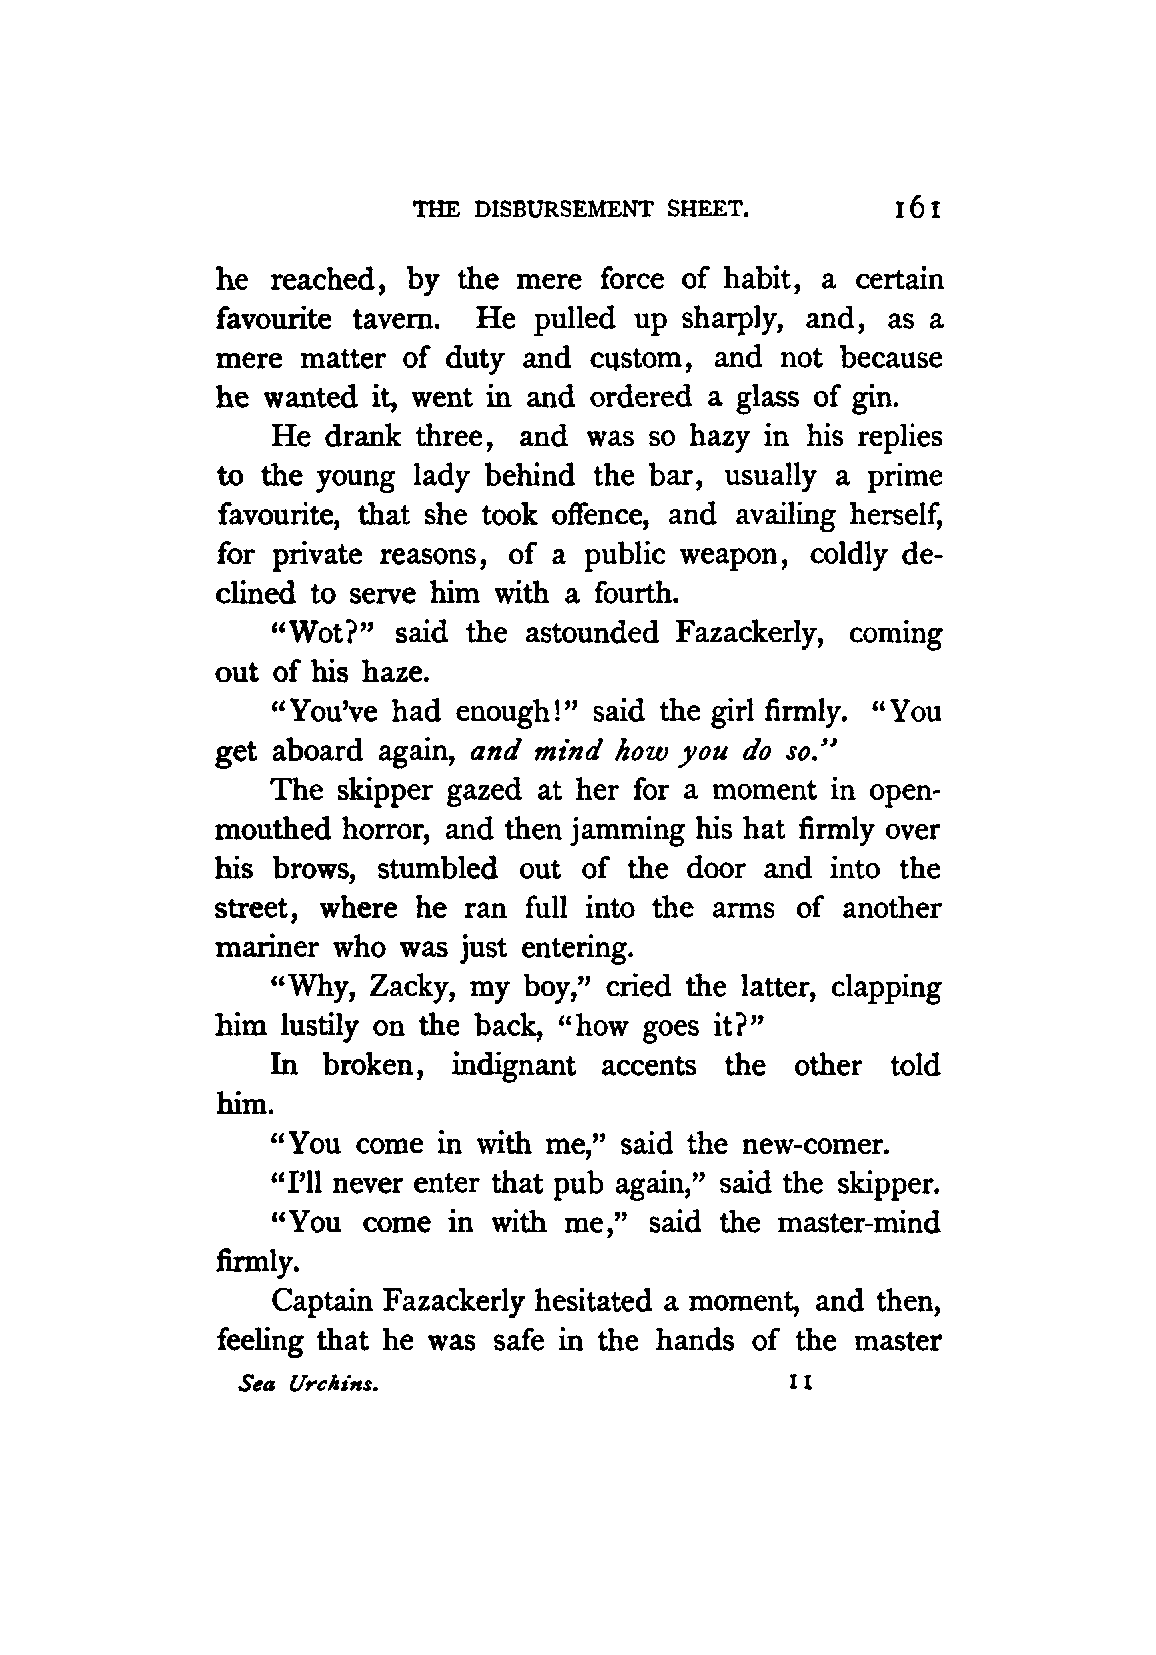 THE DISBURSEMENT SHEET. 161
he reached, by the mere force of habit, a certain
favourite tavern. He pulled up sharply, and, as a
mere matter of duty and custom, and not because
he wanted it, went in and ordered a glass of gin.
He drank three, and was so hazy in his replies
to the young lady behind the bar, usually a prime
favourite, that she took offence, and availing herself,
for private reasons, of a public weapon, coldly de-
clined to serve him with a fourth.
“Wot?” said the astounded Fazackerly, coming
out of his haze.
“You've had enough!” said the girl firmly. “You
get aboard again, and mind how you do so.”
The skipper gazed at her for a moment in open-
mouthed horror, and then jamming his hat firmly over
his brows, stumbled out of the door and into the
street, where he ran full into the arms of another
mariner who was just entering.
“Why, Zacky, my boy,” cried the latter, clapping
him lustily on the back, “how goes it?”
In broken, indignant accents the other told
him.
“You come in with me,” said the new-comer.
“I'll never enter that pub again,” said the skipper.
“You come in with me,” said the master-mind
firmly.
Captain Fazackerly hesitated a moment, and then,
feeling that he was safe in the hands of the master
Sea Urchins. 11